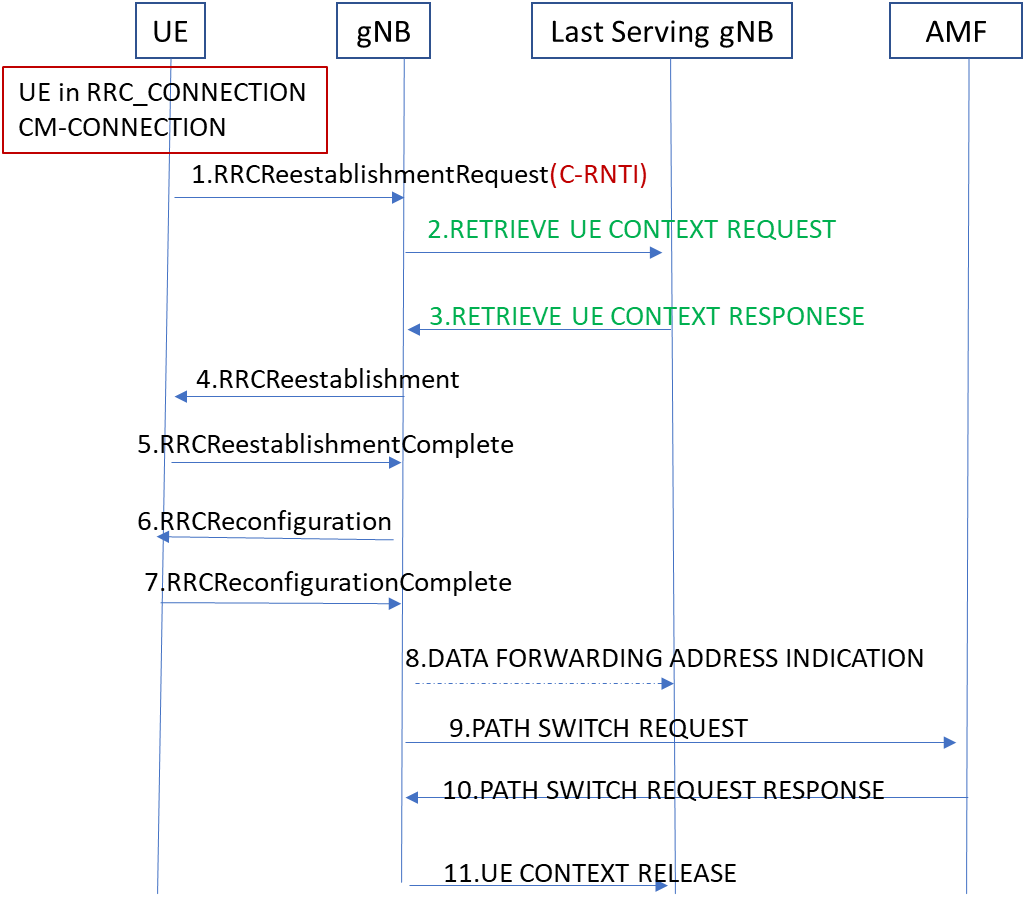 UE
gNB
Last Serving gNB
AMF
UE in RRC_CONNECTION
CM-CONNECTION
1.RRCReestablishmentRequest(C-RNTI)
2.RETRIEVE UE CONTEXT REQUEST
3.RETRIEVE UE CONTEXT RESPONESE
4.RRCReestablishment
5.RRCReestablishmentComplete
6.RRCReconfiguration
7.RRCReconfigurationComplete
8.DATA FORWARDING ADDRESS INDICATION
9.PATH SWITCH REQUEST
10.PATH SWITCH REQUEST RESPONSE
11.UE CONTEXT RELEASE